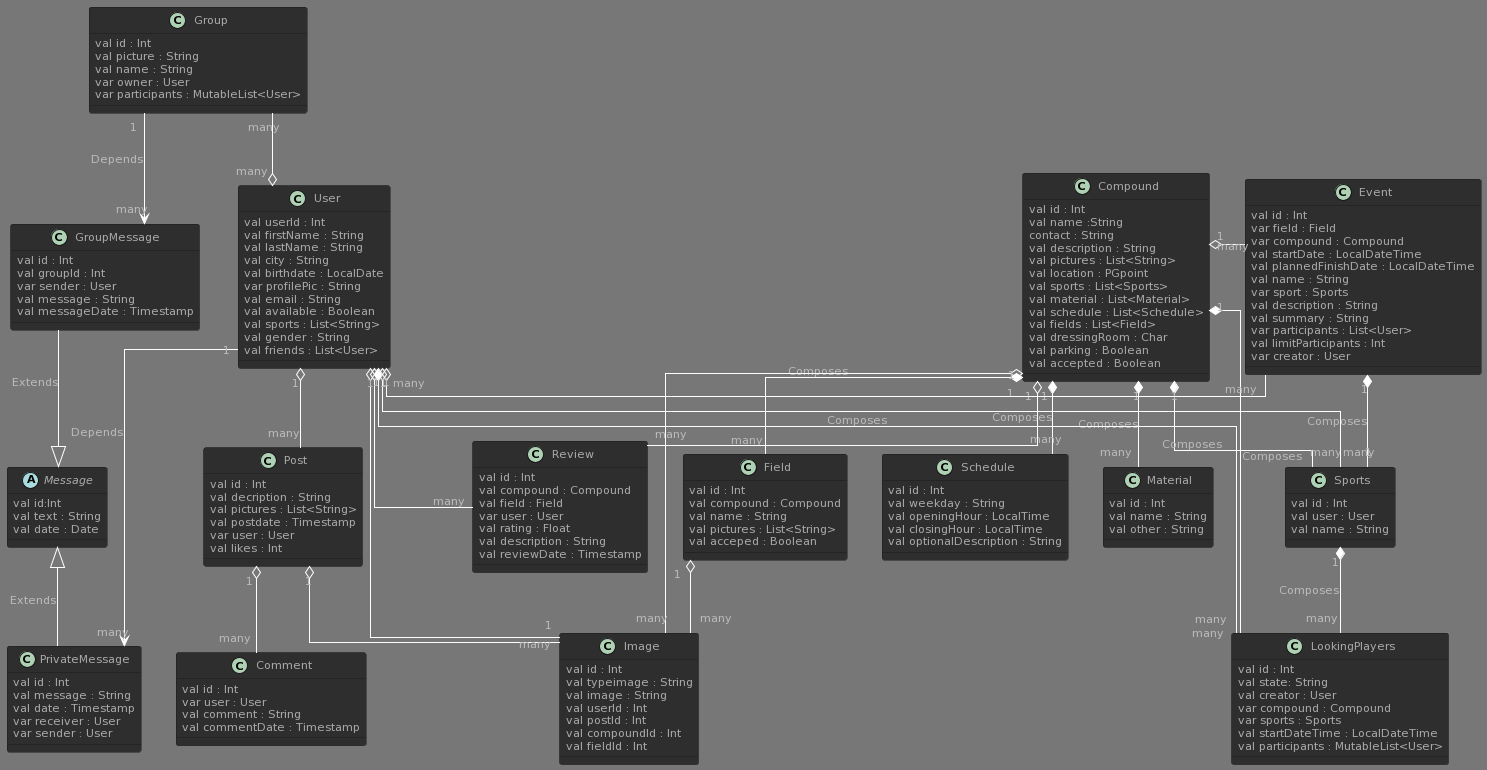 C Group
val id : Int
val picture : String
val name : String
var owner : User
var participants : MutableList<User>
1
many
Depends
many
many
C GroupMessage
val id : Int
val groupId : Int
var sender : User
val message : String
val messageDate : Timestamp
C User
val userId : Int
val firstName : String
val lastName : String
val city : String
val birthdate : LocalDate
var profilePic : String
val email : String
val available : Boolean
val sports : List<String>
val gender : String
val friends : List<User>
C Compound
val id : Int
val name :String
contact : String
val description : String
val pictures : List<String>
val location : PGpoint
val sports : List<Sports>
val material : List<Material>
val schedule : List<Schedule>
val fields : List<Field>
val dressingRoom : Char
val parking : Boolean
val accepted : Boolean
1
many
1
C Event
val id : Int
var field : Field
var compound : Compound
val startDate : LocalDateTime
val plannedFinishDate : LocalDateTime
val name : String
var sport : Sports
val description : String
val summary : String
var participants : List<User>
val limitParticipants : Int
var creator : User
1
Extends
1
many
Composes
many
1
1
1
1
1
1
Depends
many
many
many
Composes
Composes
many
Composes
many
Composes
Composes
Composes
many
many
A Message
val id:Int
val text : String
val date : Date
C Post
val id : Int
val decription : String
val pictures : List<String>
val postdate : Timestamp
var user : User
val likes : Int
many
C Review
val id : Int
val compound : Compound
val field : Field
var user : User
val rating : Float
val description : String
val reviewDate : Timestamp
C Field
val id : Int
val compound : Compound
val name : String
val pictures : List<String>
val acceped : Boolean
C Schedule
val id : Int
val weekday : String
val openingHour : LocalTime
val closingHour : LocalTime
val optionalDescription : String
C Material
val id : Int
val name : String
val other : String
C Sports
val id : Int
val user : User
val name : String
Extends
1
1
1
1
Composes
many
many
1
many
many
many
many
many
many
C PrivateMessage
val id : Int
val message : String
val date : Timestamp
var receiver : User
var sender : User
C Comment
val id : Int
var user : User
val comment : String
val commentDate : Timestamp
C Image
val id : Int
val typeimage : String
val image : String
val userId : Int
val postId : Int
val compoundId : Int
val fieldId : Int
C LookingPlayers
val id : Int
val state: String
val creator : User
var compound : Compound
var sports : Sports
val startDateTime : LocalDateTime
val participants : MutableList<User>